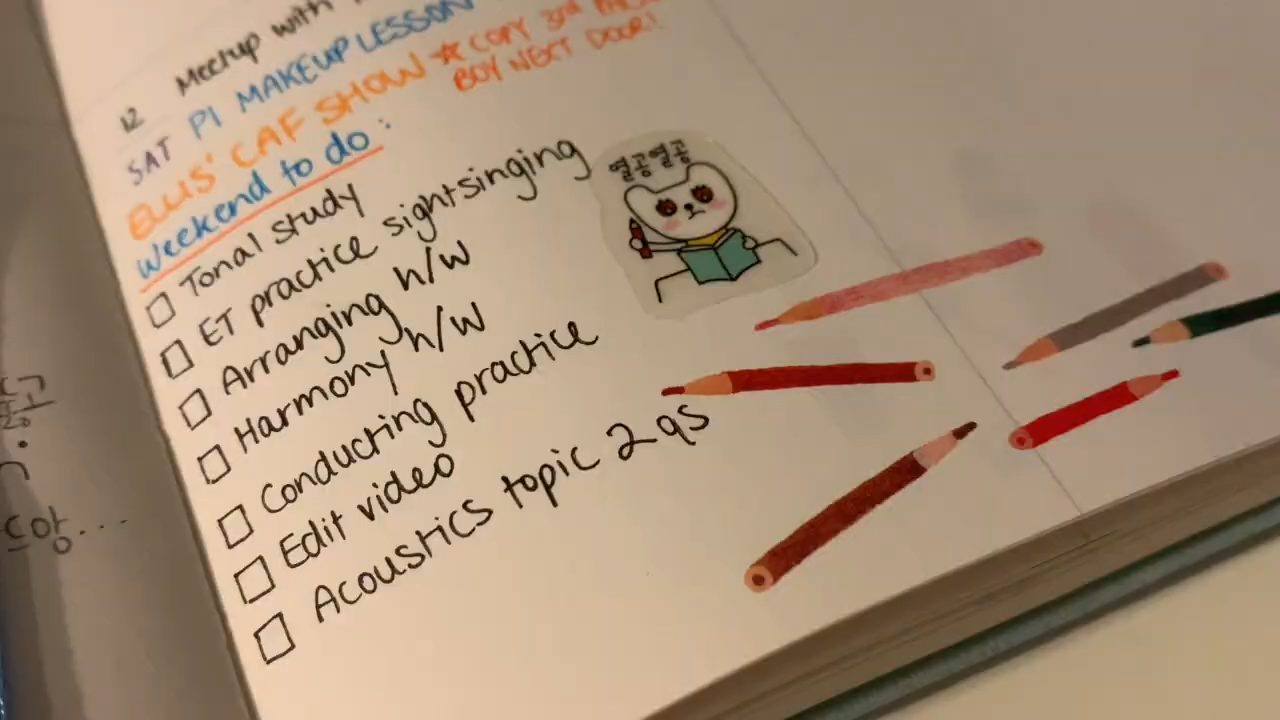 12 Meetup with
SAT PI MAKEUP LESSON
ELLIS' CAF SHOW ☆ COPY 3rd
BOY NEXT DOOR!
Weekend to do:
☐ Tonal study
☐ ET practice sightsinging
☐ Arranging h/w
☐ Harmony h/w
☐ Conducting practice
☐ Edit video
☐ Acoustics topic 2 qs
열공열공